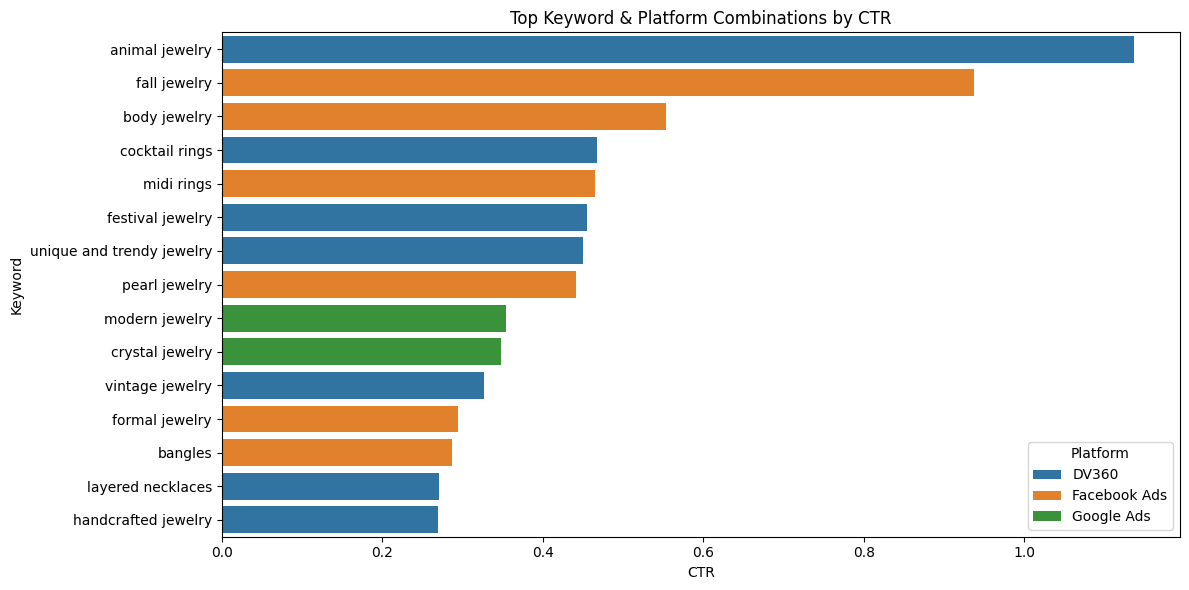 Top Keyword & Platform Combinations by CTR
Keyword
animal jewelry
fall jewelry
body jewelry
cocktail rings
midi rings
festival jewelry
unique and trendy jewelry
pearl jewelry
modern jewelry
crystal jewelry
vintage jewelry
formal jewelry
bangles
layered necklaces
handcrafted jewelry
Platform
DV360
Facebook Ads
Google Ads
0.0 0.2 0.4 0.6 0.8 1.0
CTR